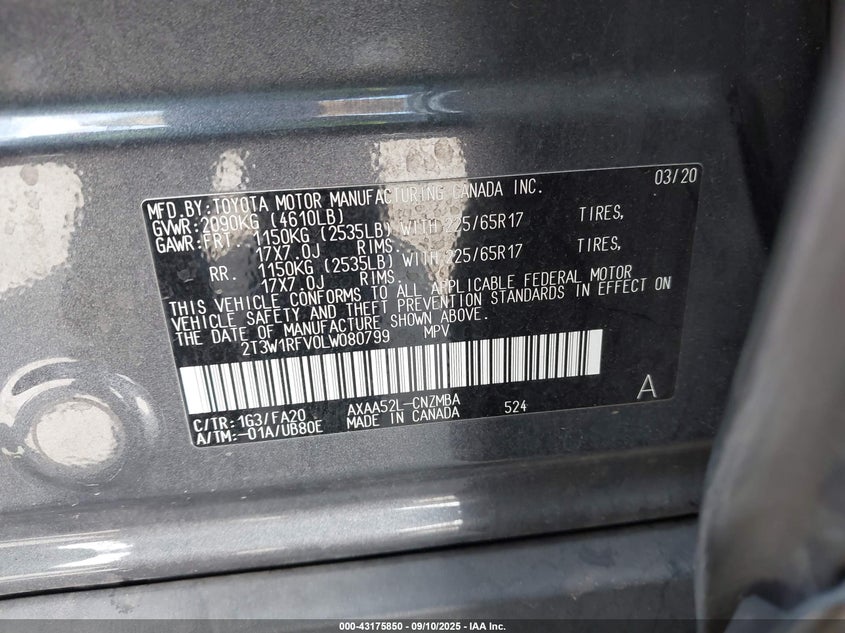 MFD.BY:TOYOTA MOTOR MANUFACTURING CANADA INC. 03/20
GVWR:2090KG (4610LB)
GAWR:FRT. 1150KG (2535LB) WITH 225/65R17 TIRES,
17X7.0J RIMS.
RR. 1150KG (2535LB) WITH 225/65R17 TIRES,
17X7.0J RIMS.
THIS VEHICLE CONFORMS TO ALL APPLICABLE FEDERAL MOTOR
VEHICLE SAFETY AND THEFT PREVENTION STANDARDS IN EFFECT ON
THE DATE OF MANUFACTURE SHOWN ABOVE.
2T3W1RFV0LW080799 MPV
C/TR:1G3/FA20 AXAA52L-CNZMBA 524 A
A/TM:-01A/UB80E MADE IN CANADA
000-43175850 - 09/10/2025 - IAA Inc.